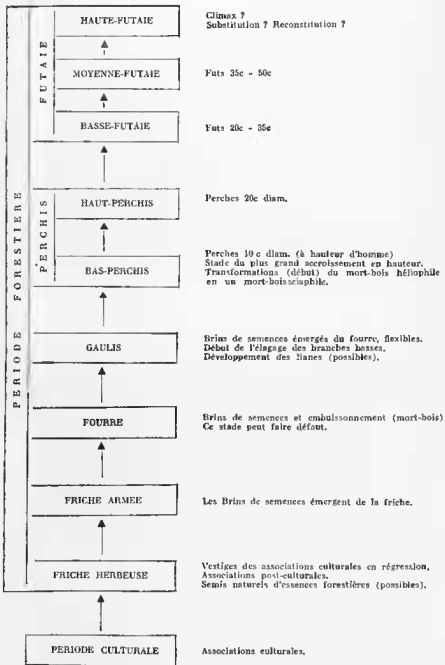 HAUTE-FUTAIE
Climax ?
Substitution ? Reconstitution ?
MOYENNE-FUTAIE
Futs 35c - 50c
BASSE-FUTAIE
Futs 20c - 35c
FUTAIE
HAUT-PERCHIS
Perches 20c diam.
BAS-PERCHIS
Perches 10 c diam. (à hauteur d'homme)
Stade du plus grand accroissement en hauteur.
Transformations (début) du mort-bois héliophile
en un mort-bois sciaphile.
PERCHIS
GAULIS
Brins de semences émergés du fourre, flexibles.
Début de l'élagage des branches basses.
Développement des lianes (possibles).
FOURRE
Brins de semences et embuissonnement (mort-bois)
Ce stade peut faire défaut.
FRICHE ARMEE
Les Brins de semences émergent de la friche.
FRICHE HERBEUSE
Vestiges des associations culturales en régression,
Associations post-culturales.
Semis naturels d'essences forestières (possibles).
PERIODE FORESTIERE
PERIODE CULTURALE
Associations culturales.